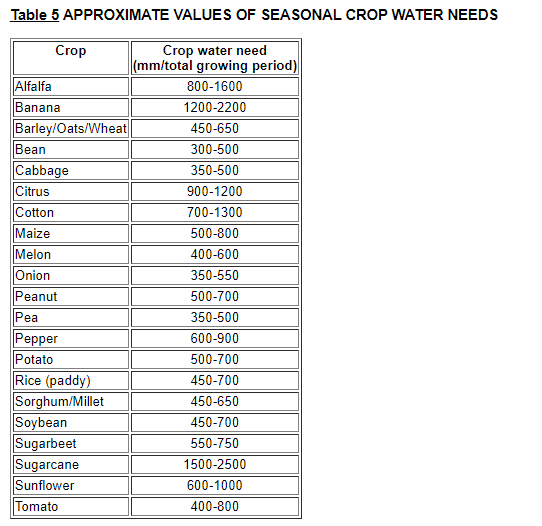 Table 5 APPROXIMATE VALUES OF SEASONAL CROP WATER NEEDS
Crop Crop water need
(mm/total growing period)
Alfalfa 800-1600
Banana 1200-2200
Barley/Oats/Wheat 450-650
Bean 300-500
Cabbage 350-500
Citrus 900-1200
Cotton 700-1300
Maize 500-800
Melon 400-600
Onion 350-550
Peanut 500-700
Pea 350-500
Pepper 600-900
Potato 500-700
Rice (paddy) 450-700
Sorghum/Millet 450-650
Soybean 450-700
Sugarbeet 550-750
Sugarcane 1500-2500
Sunflower 600-1000
Tomato 400-800